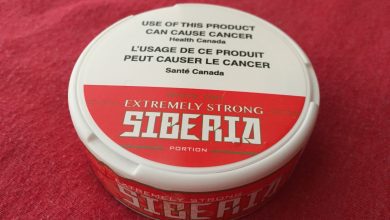 USE OF THIS PRODUCT
CAN CAUSE CANCER
Health Canada
L'USAGE DE CE PRODUIT
PEUT CAUSER LE CANCER
Santé Canada
EXTREMELY STRONG
SIBERIA
PORTION
EXTREMELY STRONG
SIBERIA